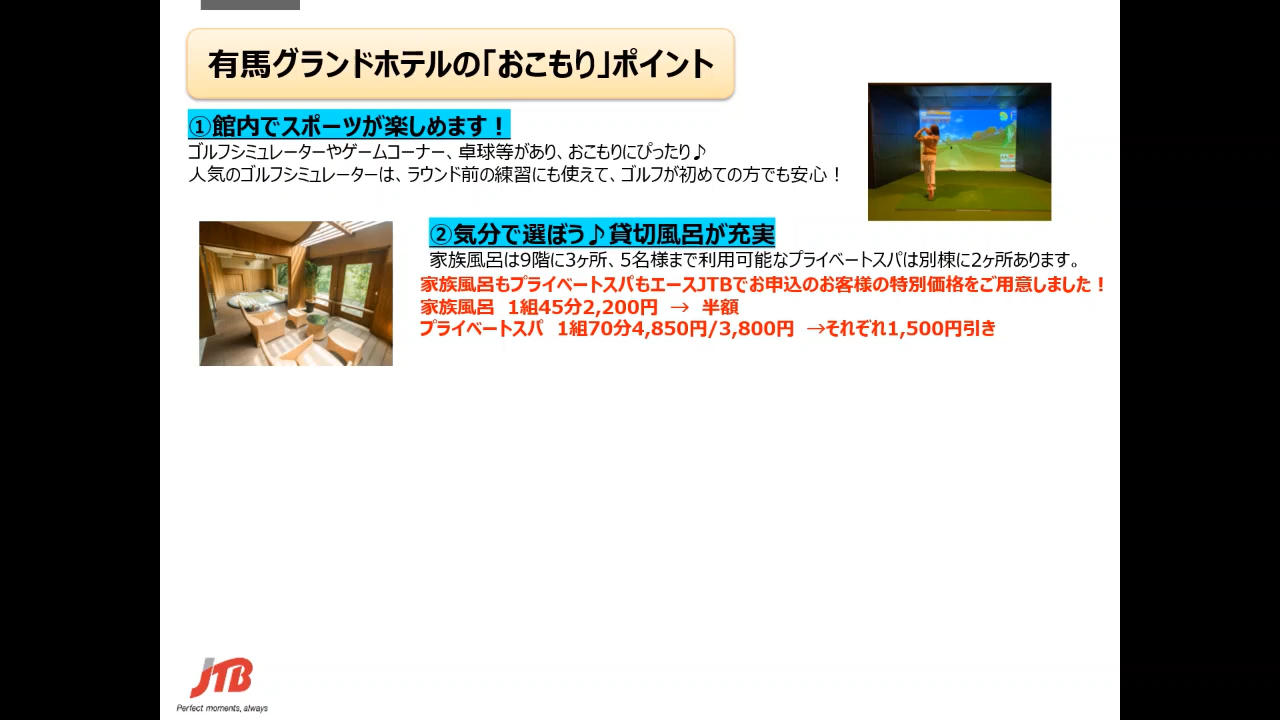 有馬グランドホテルの｢おこもり｣ポイント
①館内でスポーツが楽しめます！
ゴルフシミュレーターやゲームコーナー、卓球等があり、おこもりにぴったり♪
人気のゴルフシミュレーターは、ラウンド前の練習にも使えて、ゴルフが初めての方でも安心！
②気分で選ぼう♪貸切風呂が充実
家族風呂は9階に3ヶ所、5名様まで利用可能なプライベートスパは別棟に2ヶ所あります。
家族風呂もプライベートスパもエースJTBでお申込のお客様の特別価格をご用意しました！
家族風呂　1組45分2,200円　→　半額
プライベートスパ　1組70分4,850円/3,800円　→それぞれ1,500円引き
JTB
Perfect moments, always